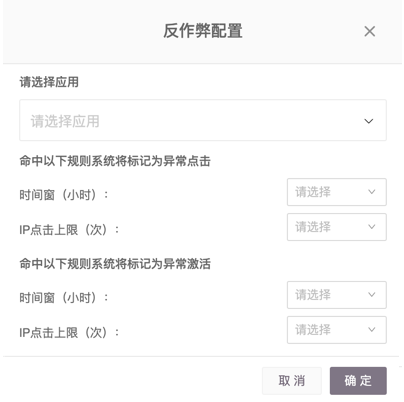 反作弊配置
请选择应用
请选择应用
命中以下规则系统将标记为异常点击
时间窗（小时）： 请选择
IP点击上限（次）： 请选择
命中以下规则系统将标记为异常激活
时间窗（小时）： 请选择
IP点击上限（次）： 请选择
取 消 确 定